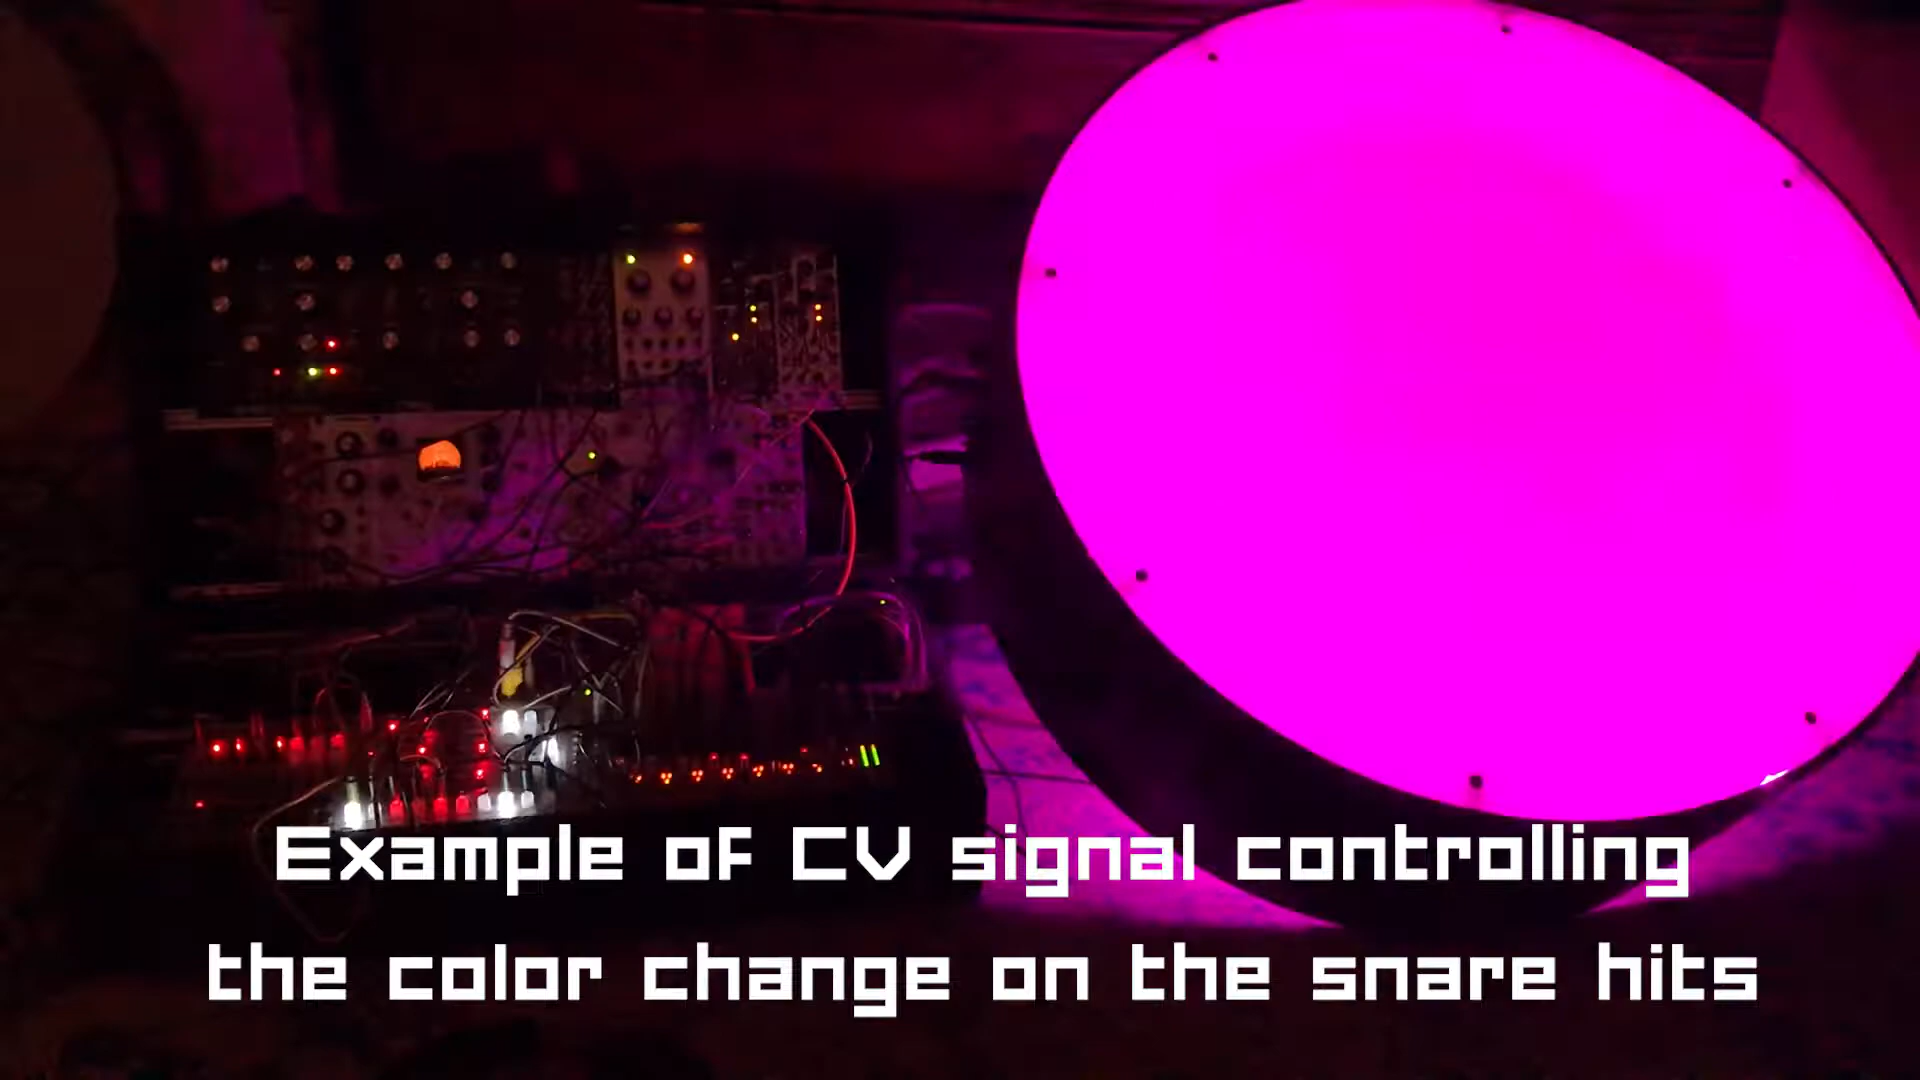 Example of CV signal controlling
the color change on the snare hits